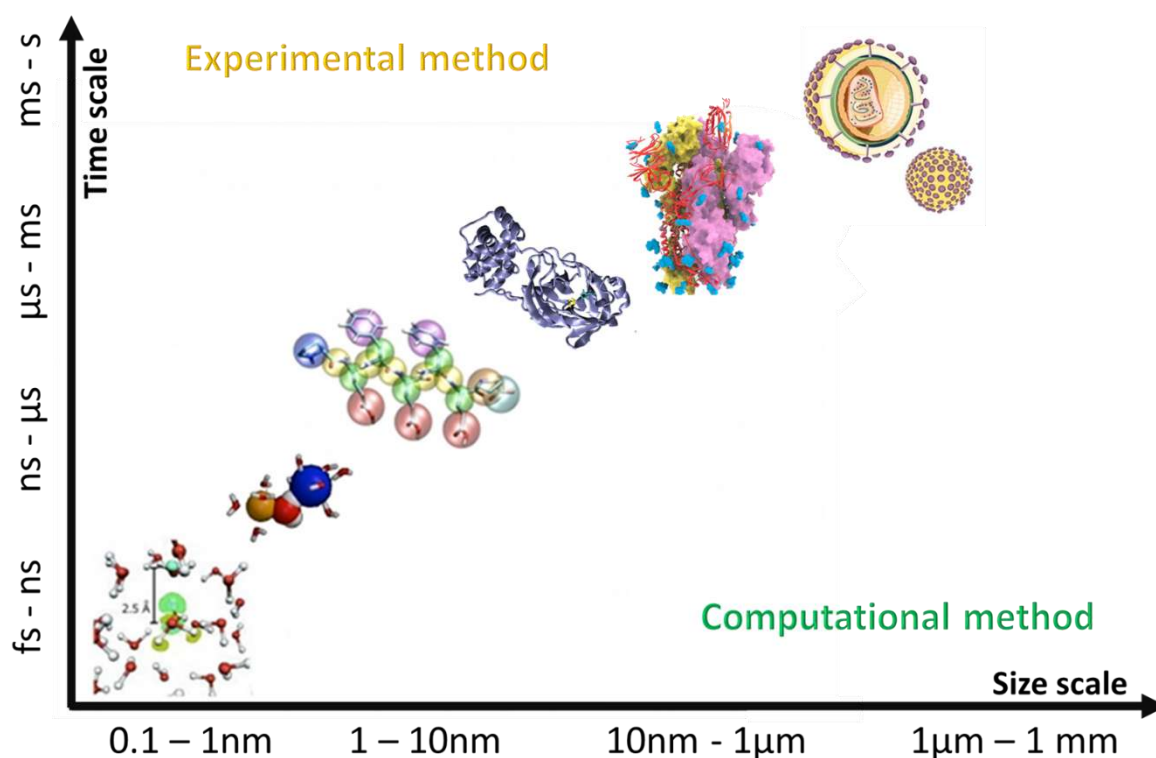 Experimental method
Time scale
ms - s
µs - ms
ns - µs
fs - ns
2.5 Å
Computational method
Size scale
0.1 – 1nm
1 – 10nm
10nm - 1µm
1µm – 1 mm